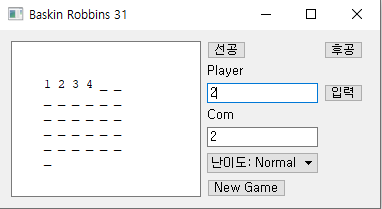 Baskin Robbins 31
선공 후공
Player
1 2 3 4 _ _
2 입력
_ _ _ _ _ _
Com
_ _ _ _ _ _
_ _ _ _ _ _
2
_ _ _ _ _ _
_
난이도: Normal
New Game